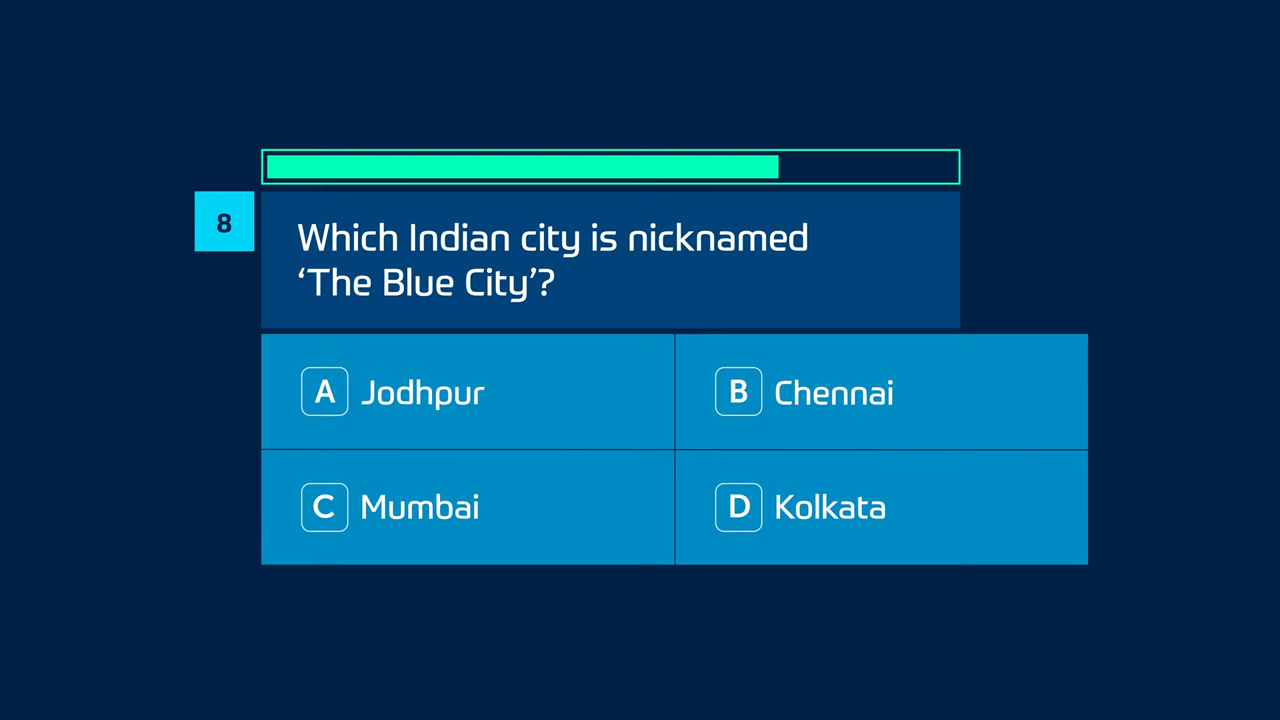 8
Which Indian city is nicknamed
‘The Blue City’?
A Jodhpur
B Chennai
C Mumbai
D Kolkata